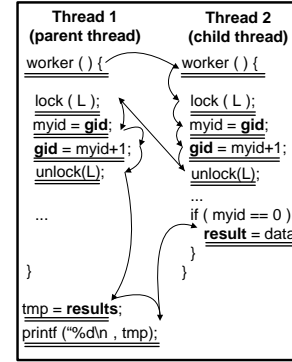 Thread 1
(parent thread)
worker ( ) {
lock ( L );
myid = gid;
gid = myid+1;
unlock(L);
...
}
tmp = results;
printf (“%d\n , tmp);
Thread 2
(child thread)
worker ( ) {
lock ( L );
myid = gid;
gid = myid+1;
unlock(L);
...
if ( myid == 0 )
result = data
}
}